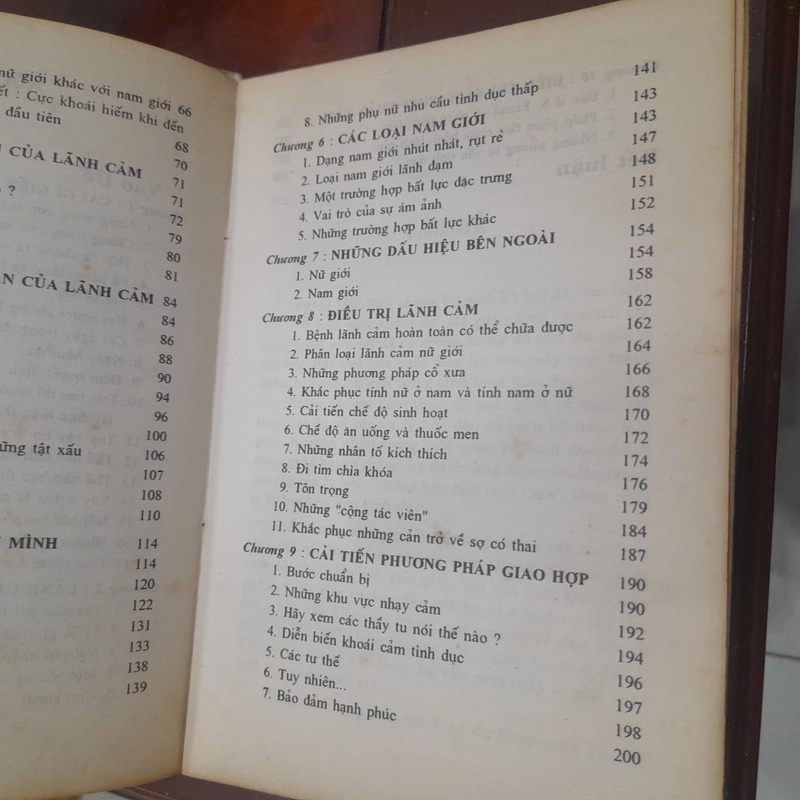 nữ giới khác với nam giới 66
ết : Cực khoái hiếm khi đến
đầu tiên
68
70
CỦA LÃNH CẢM
71
? 71
72
79
80
81
N CỦA LÃNH CẢM 84
84
86
88
90
94
96
100
ững tật xấu 106
107
108
110
MÌNH 114
114
120
122
131
133
138
139
8. Những phụ nữ nhu cầu tình dục thấp 141
Chương 6 : CÁC LOẠI NAM GIỚI 143
1. Dạng nam giới nhút nhát, rụt rè 143
2. Loại nam giới lãnh đạm 147
3. Một trường hợp bất lực đặc trưng 148
4. Vai trò của sự ám ảnh 151
5. Những trường hợp bất lực khác 152
Chương 7 : NHỮNG DẤU HIỆU BÊN NGOÀI 154
1. Nữ giới 154
2. Nam giới 158
Chương 8 : ĐIỀU TRỊ LÃNH CẢM 162
1. Bệnh lãnh cảm hoàn toàn có thể chữa được 162
2. Phân loại lãnh cảm nữ giới 164
3. Những phương pháp cổ xưa 166
4. Khắc phục tính nữ ở nam và tính nam ở nữ 168
5. Cải tiến chế độ sinh hoạt 170
6. Chế độ ăn uống và thuốc men 172
7. Những nhân tố kích thích 174
8. Đi tìm chìa khóa 176
9. Tôn trọng 179
10. Những "cộng tác viên" 184
11. Khắc phục những cản trở về sợ có thai 187
Chương 9 : CẢI TIẾN PHƯƠNG PHÁP GIAO HỢP 190
1. Bước chuẩn bị 190
2. Những khu vực nhạy cảm 192
3. Hãy xem các thầy tu nói thế nào ? 194
4. Diễn biến khoái cảm tình dục 196
5. Các tư thế 197
6. Tuy nhiên... 198
7. Bảo đảm hạnh phúc 200